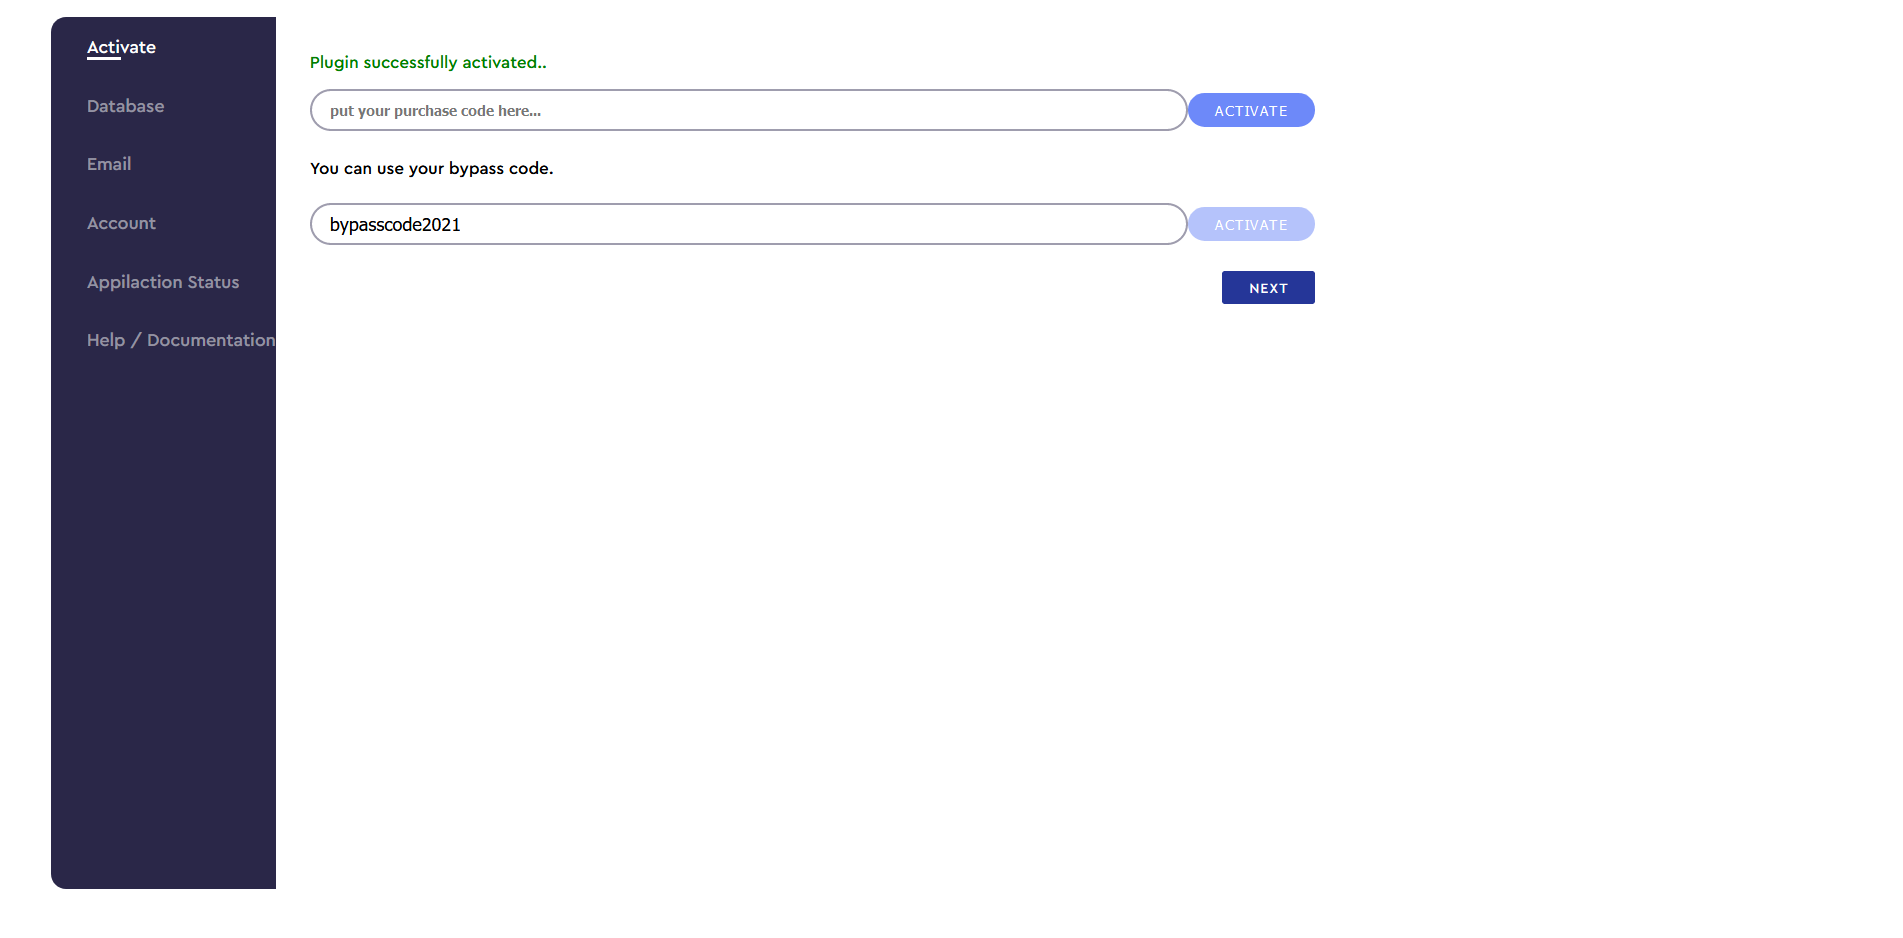 Activate
Database
Email
Account
Appilaction Status
Help / Documentation
Plugin successfully activated..
put your purchase code here...
ACTIVATE
You can use your bypass code.
bypasscode2021
ACTIVATE
NEXT